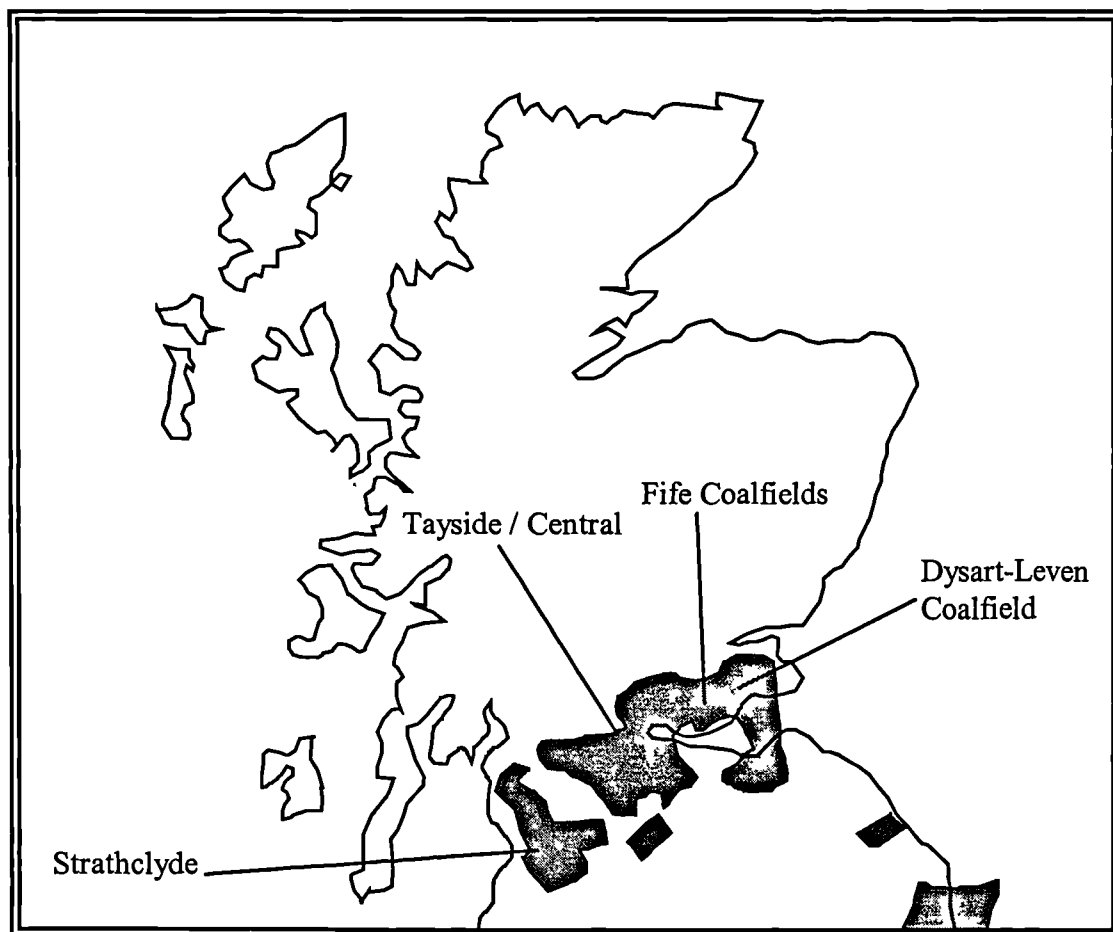 Fife Coalfields
Tayside / Central
Dysart-Leven
Coalfield
Strathclyde